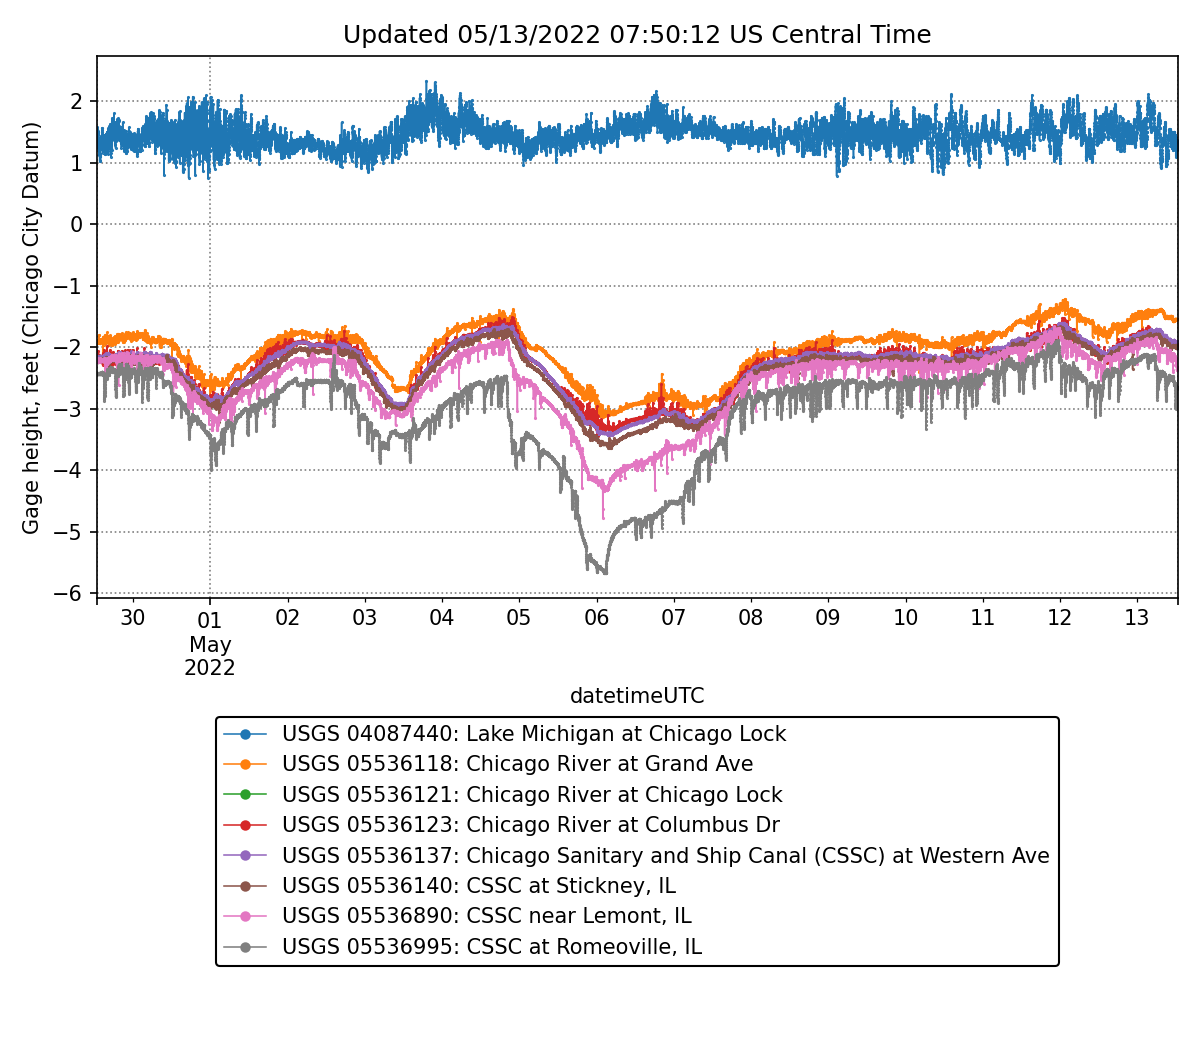 Updated 05/13/2022 07:50:12 US Central Time
Gage height, feet (Chicago City Datum)
2
1
0
−1
−2
−3
−4
−5
−6
30
01
May
2022
02
03
04
05
06
07
08
09
10
11
12
13
datetimeUTC
USGS 04087440: Lake Michigan at Chicago Lock
USGS 05536118: Chicago River at Grand Ave
USGS 05536121: Chicago River at Chicago Lock
USGS 05536123: Chicago River at Columbus Dr
USGS 05536137: Chicago Sanitary and Ship Canal (CSSC) at Western Ave
USGS 05536140: CSSC at Stickney, IL
USGS 05536890: CSSC near Lemont, IL
USGS 05536995: CSSC at Romeoville, IL